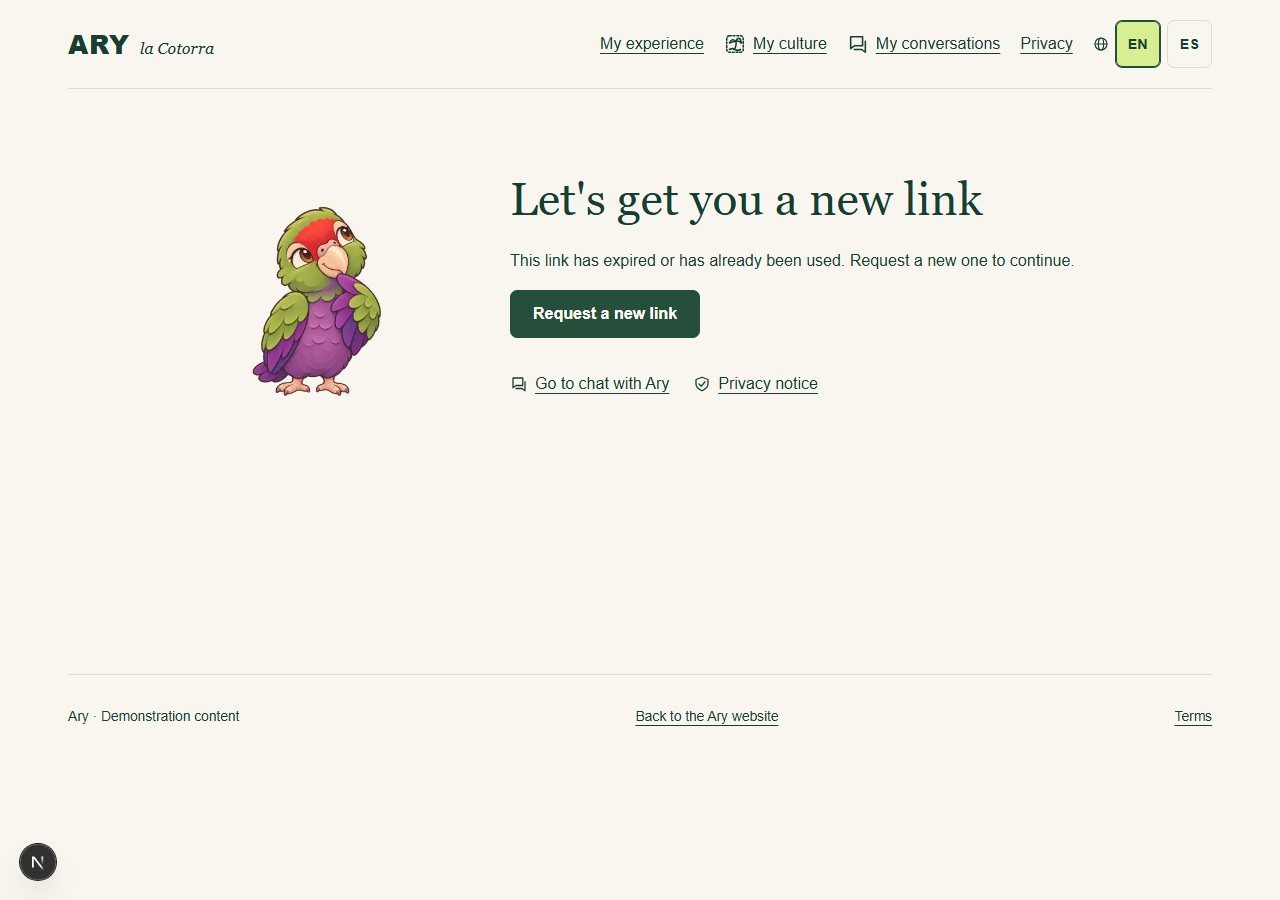 ARY la Cotorra
My experience
My culture
My conversations
Privacy
EN
ES
Let's get you a new link
This link has expired or has already been used. Request a new one to continue.
Request a new link
Go to chat with Ary
Privacy notice
Ary · Demonstration content
Back to the Ary website
Terms
N